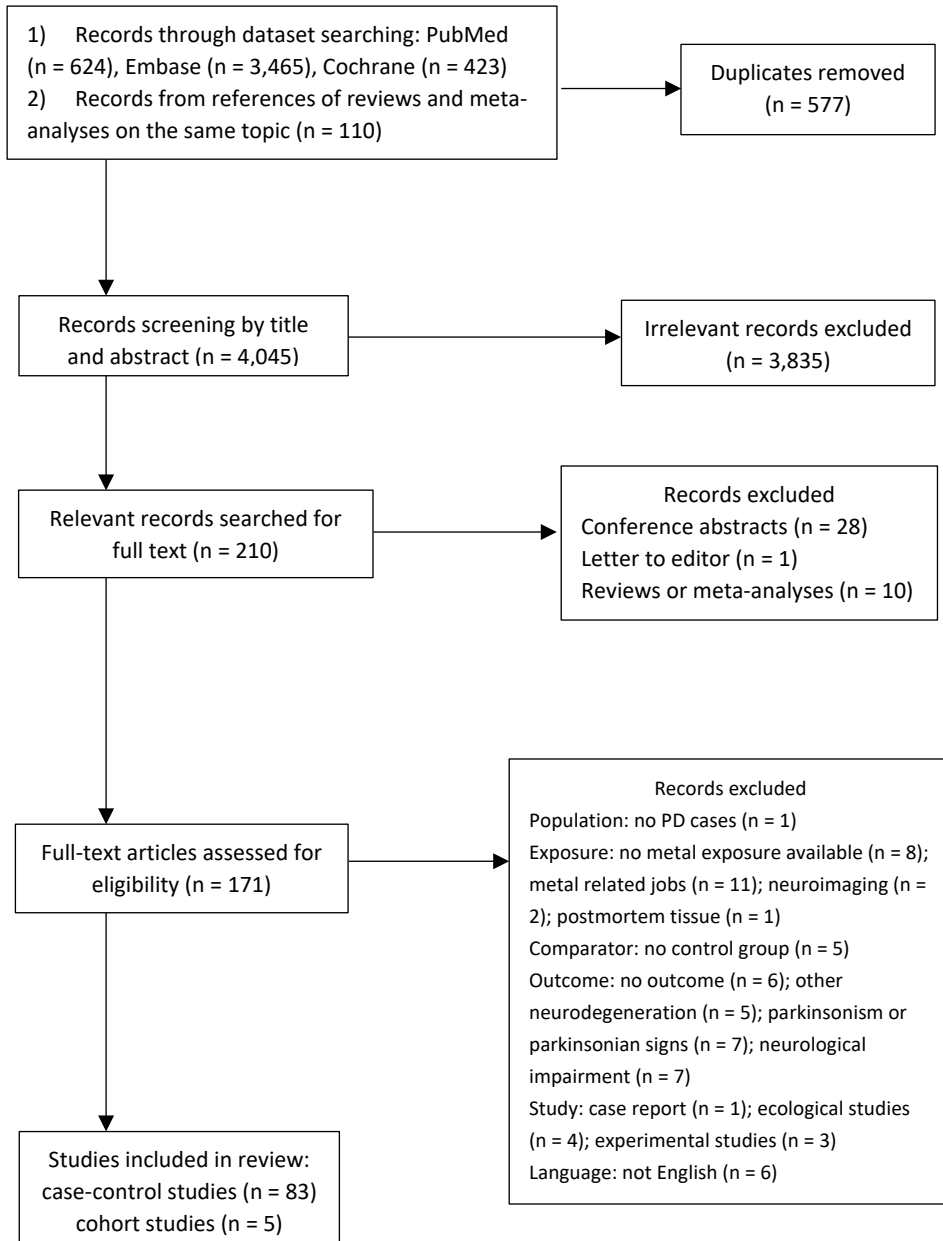 1) Records through dataset searching: PubMed
(n = 624), Embase (n = 3,465), Cochrane (n = 423)
2) Records from references of reviews and meta-
analyses on the same topic (n = 110)
Duplicates removed
(n = 577)
Records screening by title
and abstract (n = 4,045)
Irrelevant records excluded
(n = 3,835)
Relevant records searched for
full text (n = 210)
Records excluded
Conference abstracts (n = 28)
Letter to editor (n = 1)
Reviews or meta-analyses (n = 10)
Full-text articles assessed for
eligibility (n = 171)
Records excluded
Population: no PD cases (n = 1)
Exposure: no metal exposure available (n = 8);
metal related jobs (n = 11); neuroimaging (n =
2); postmortem tissue (n = 1)
Comparator: no control group (n = 5)
Outcome: no outcome (n = 6); other
neurodegeneration (n = 5); parkinsonism or
parkinsonian signs (n = 7); neurological
impairment (n = 7)
Study: case report (n = 1); ecological studies
(n = 4); experimental studies (n = 3)
Language: not English (n = 6)
Studies included in review:
case-control studies (n = 83)
cohort studies (n = 5)